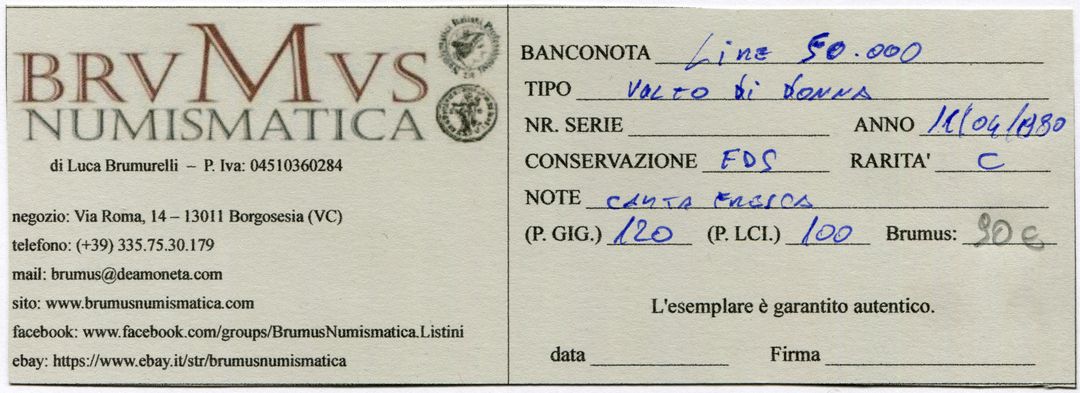 BRVMVS
NUMISMATICA
di Luca Brumurelli – P. Iva: 04510360284
negozio: Via Roma, 14 – 13011 Borgosesia (VC)
telefono: (+39) 335.75.30.179
mail: brumus@deamoneta.com
sito: www.brumusnumismatica.com
facebook: www.facebook.com/groups/BrumusNumismatica.Listini
ebay: https://www.ebay.it/str/brumusnumismatica
BANCONOTA LIRE 50.000
TIPO VOLTO DI DONNA
NR. SERIE ANNO 11/04/1980
CONSERVAZIONE FDS RARITA' C
NOTE CARTA FRESCA
(P. GIG.) 120 (P. LCI.) 100 Brumus: 90€
L'esemplare è garantito autentico.
data Firma